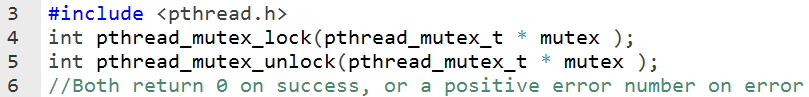 3 #include <pthread.h>
4 int pthread_mutex_lock(pthread_mutex_t * mutex );
5 int pthread_mutex_unlock(pthread_mutex_t * mutex );
6 //Both return 0 on success, or a positive error number on error